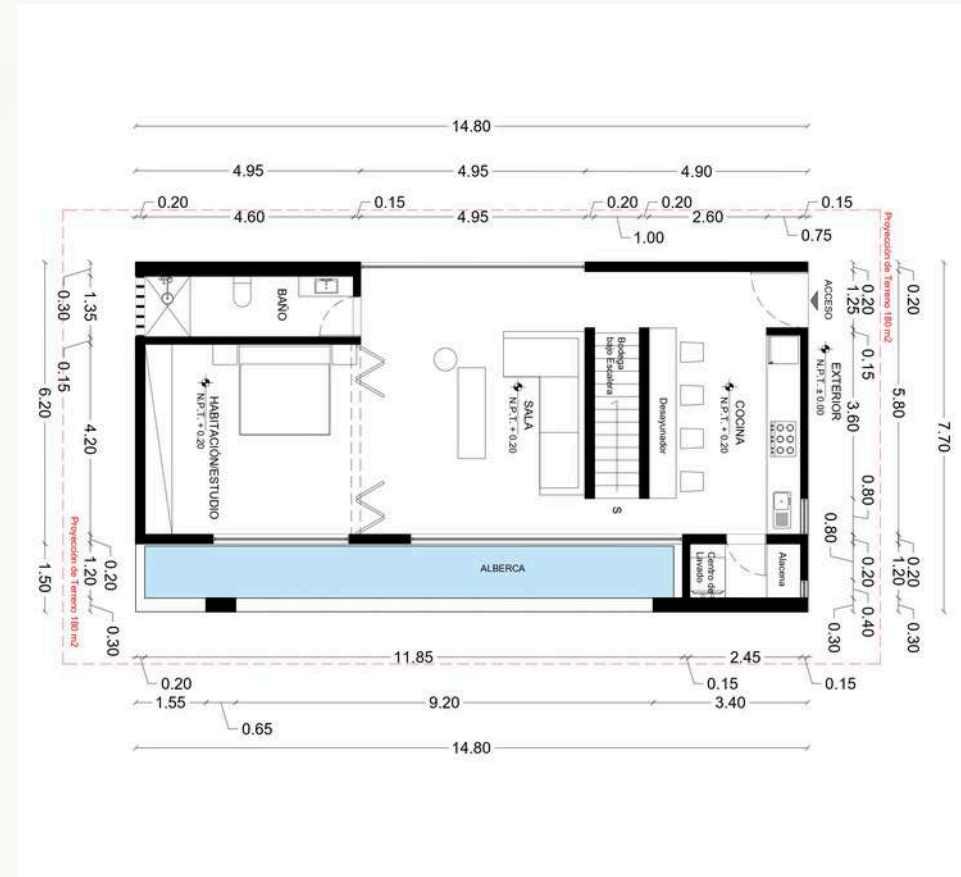 14.80
4.95
4.95
4.90
0.20
4.60
0.15
4.95
0.20
0.20
2.60
0.15
1.00
0.75
Proyección de Terreno 180 m2
6.20
1.50
0.30
1.35
0.15
4.20
0.20
1.20
0.30
Proyección de Terreno 180 m2
BAÑO
HABITACIÓN/ESTUDIO
N.P.T. + 0.20
SALA
N.P.T. + 0.20
Bodega
bajo Escalera
S
Desayunador
COCINA
N.P.T. + 0.20
ACCESO
EXTERIOR
N.P.T. ± 0.00
ALBERCA
Centro de
Lavado
Alacena
0.20
1.25
0.15
3.60
0.80
0.80
0.20
0.40
0.30
0.20
5.80
0.20
1.20
0.30
7.70
11.85
2.45
0.20
0.15
0.15
1.55
9.20
3.40
0.65
14.80